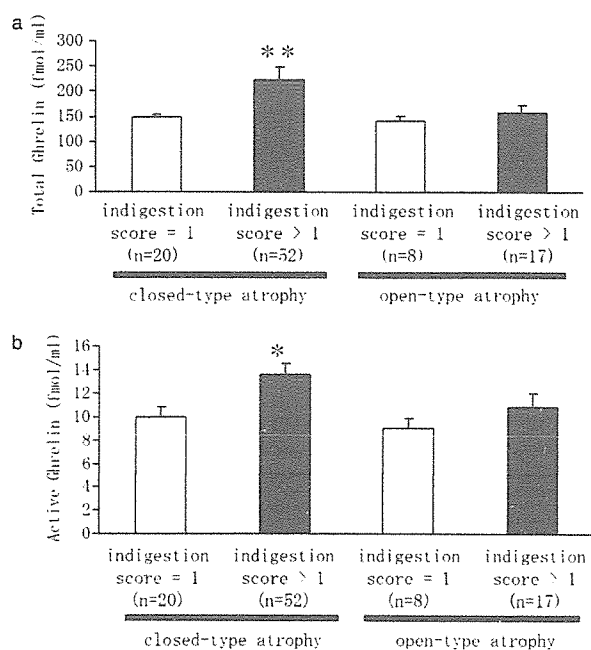 a
Total Ghrelin (fmol/ml)
300
250
200
150
100
50
0
**
indigestion indigestion indigestion indigestion
score = 1 score > 1 score = 1 score > 1
(n=20) (n=52) (n=8) (n=17)
closed-type atrophy open-type atrophy
b
Active Ghrelin (fmol/ml)
16
14
12
10
8
6
4
2
0
*
indigestion indigestion indigestion indigestion
score = 1 score > 1 score = 1 score > 1
(n=20) (n=52) (n=8) (n=17)
closed-type atrophy open-type atrophy